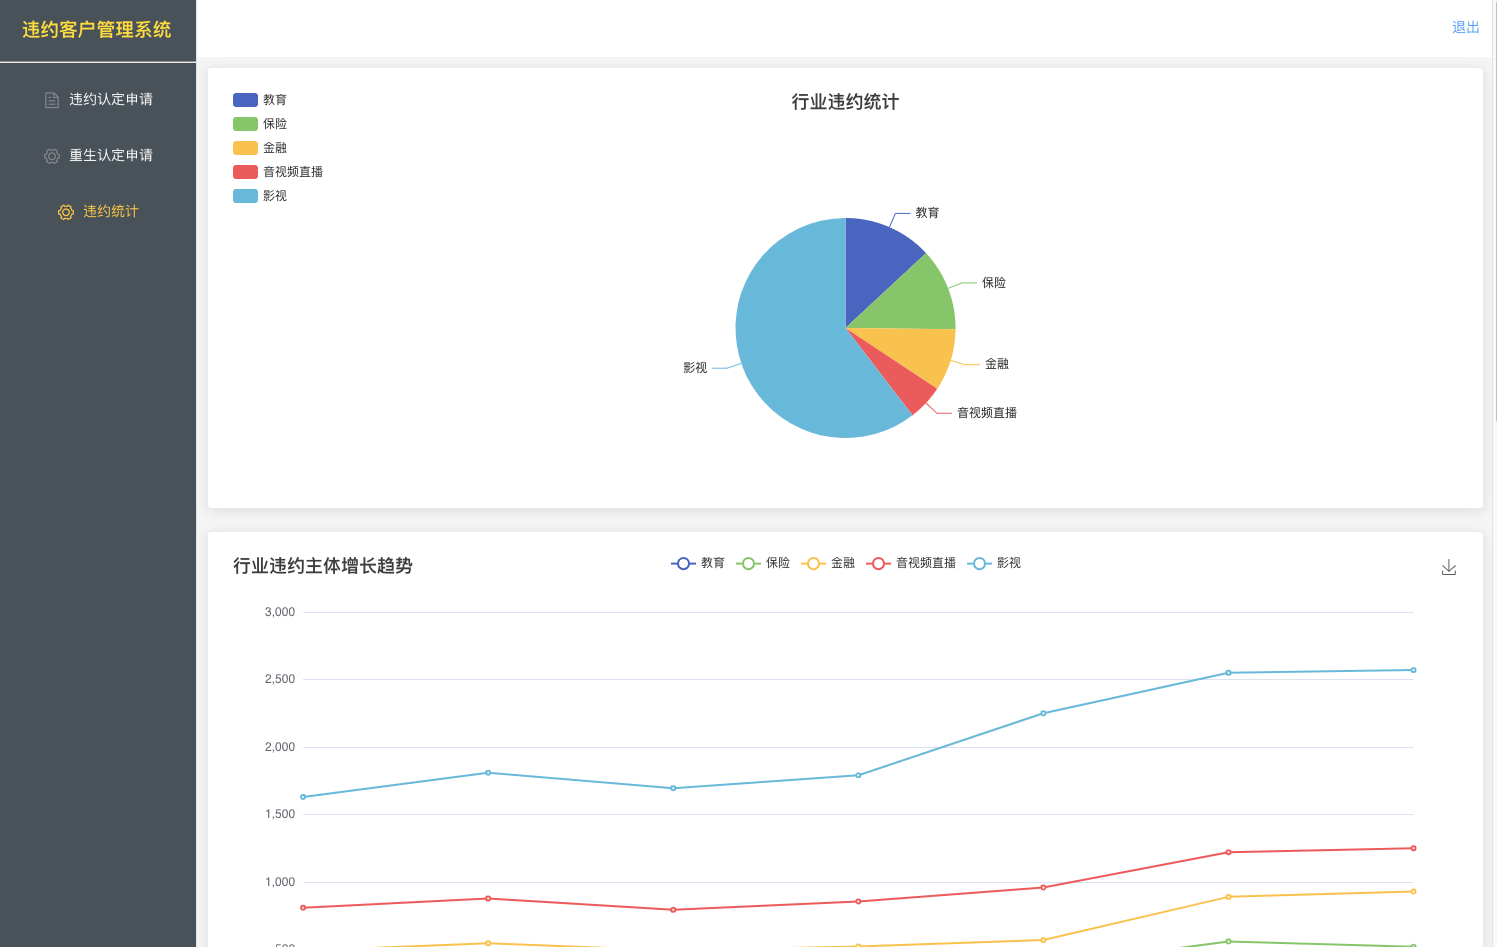 违约客户管理系统
退出
违约认定申请
重生认定申请
违约统计
行业违约统计
教育
保险
金融
音视频直播
影视
教育
保险
金融
音视频直播
影视
行业违约主体增长趋势
教育 保险 金融 音视频直播 影视
3,000
2,500
2,000
1,500
1,000
500